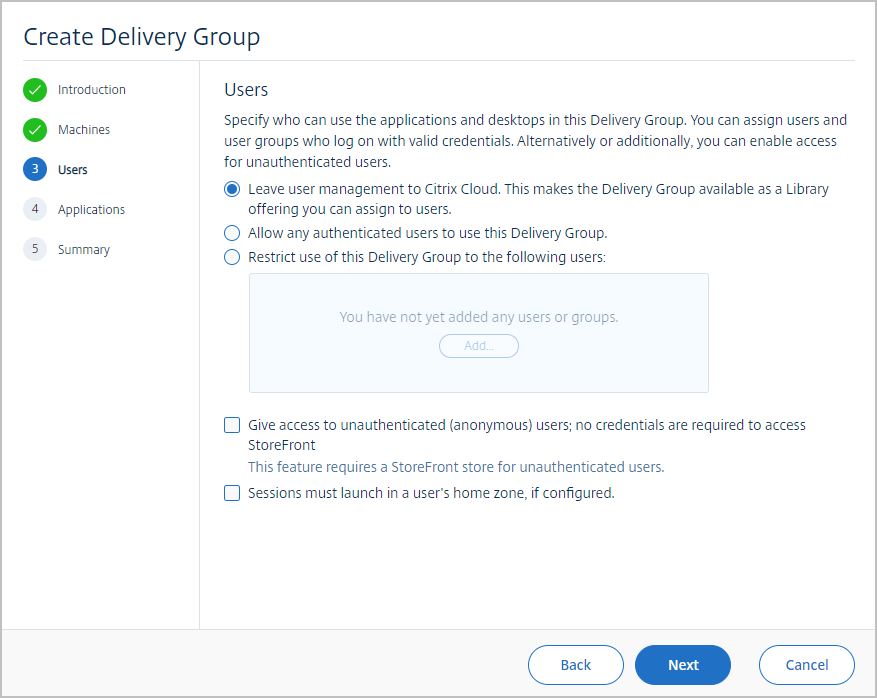 Create Delivery Group
Introduction
Machines
3 Users
4 Applications
5 Summary
Users
Specify who can use the applications and desktops in this Delivery Group. You can assign users and
user groups who log on with valid credentials. Alternatively or additionally, you can enable access
for unauthenticated users.
Leave user management to Citrix Cloud. This makes the Delivery Group available as a Library
offering you can assign to users.
Allow any authenticated users to use this Delivery Group.
Restrict use of this Delivery Group to the following users:
You have not yet added any users or groups.
Add...
Give access to unauthenticated (anonymous) users; no credentials are required to access
StoreFront
This feature requires a StoreFront store for unauthenticated users.
Sessions must launch in a user's home zone, if configured.
Back Next Cancel